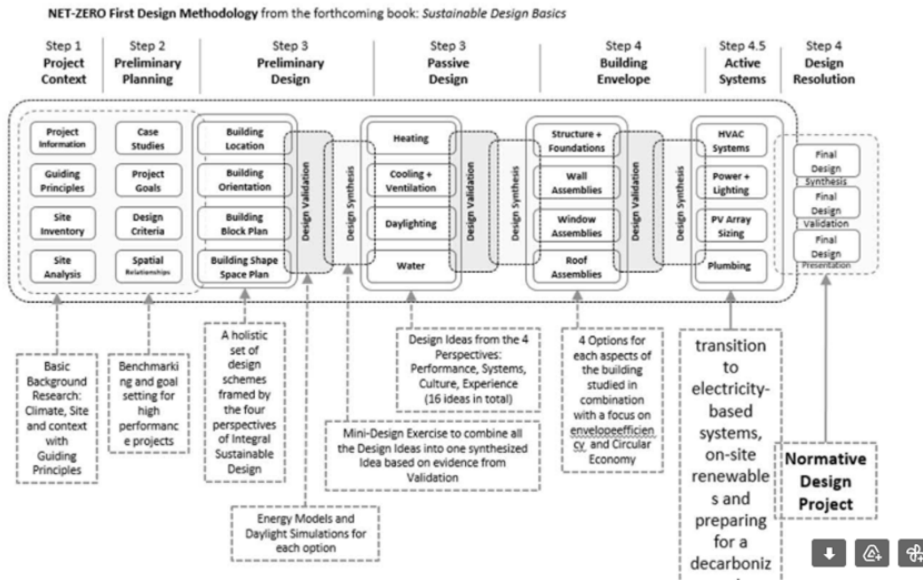 NET-ZERO First Design Methodology from the forthcoming book: Sustainable Design Basics
Step 1
Project
Context
Step 2
Preliminary
Planning
Step 3
Preliminary
Design
Step 3
Passive
Design
Step 4
Building
Envelope
Step 4.5
Active
Systems
Step 4
Design
Resolution
Project
Information
Guiding
Principles
Site
Inventory
Site
Analysis
Case
Studies
Project
Goals
Design
Criteria
Spatial
Relationships
Building
Location
Building
Orientation
Building
Block Plan
Building Shape
Space Plan
Design Validation
Design Synthesis
Heating
Cooling +
Ventilation
Daylighting
Water
Design Validation
Design Synthesis
Structure +
Foundations
Wall
Assemblies
Window
Assemblies
Roof
Assemblies
Design Validation
Design Synthesis
HVAC
Systems
Power +
Lighting
PV Array
Sizing
Plumbing
Final
Design
Synthesis
Final
Design
Validation
Final
Design
Presentation
Basic
Background
Research:
Climate, Site
and context
with
Guiding
Principles
Benchmarki
ng and goal
setting for
high
performanc
e projects
A holistic
set of
design
schemes
framed by
the four
perspectives
of Integral
Sustainable
Design
Energy Models and
Daylight Simulations for
each option
Mini-Design Exercise to combine all
the Design Ideas into one synthesized
Idea based on evidence from
Validation
Design Ideas from the 4
Perspectives:
Performance, Systems,
Culture, Experience
(16 ideas in total)
4 Options for
each aspects of
the building
studied in
combination
with a focus on
envelopeefficien
cy and Circular
Economy
transition
to
electricity-
based
systems,
on-site
renewable
s and
preparing
for a
decarboniz
Normative
Design
Project